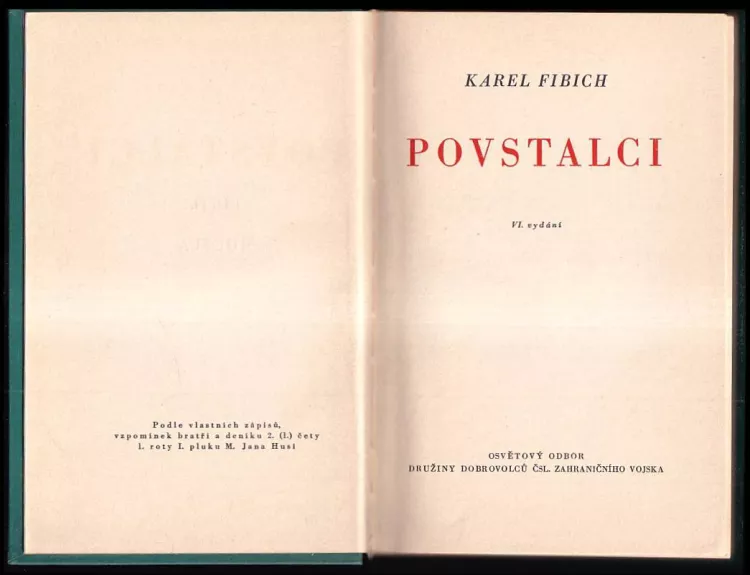 Podle vlastních zápisů,
vzpomínek bratří a deníku 2. (I.) čety
1. roty I. pluku M. Jana Husi
KAREL FIBICH
POVSTALCI
VI. vydání
OSVĚTOVÝ ODBOR
DRUŽINY DOBROVOLCŮ ČSL. ZAHRANIČNÍHO VOJSKA